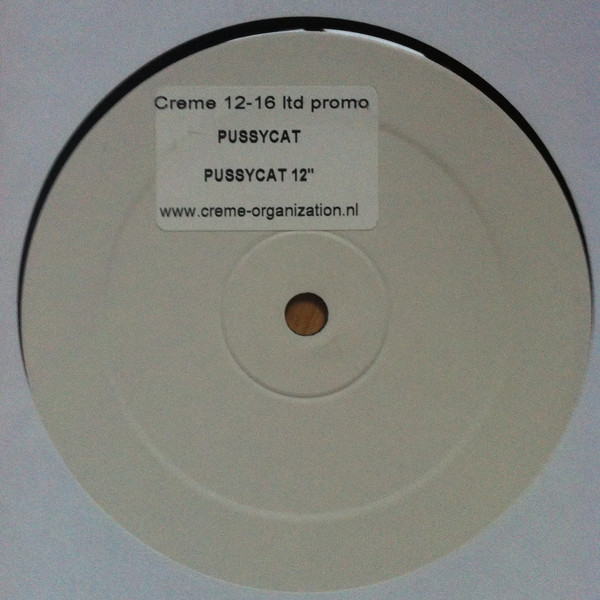 Creme 12-16 ltd promo
PUSSYCAT
PUSSYCAT 12"
www.creme-organization.nl